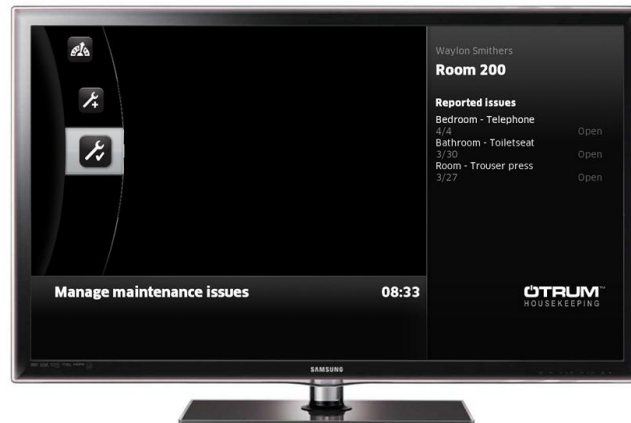 Waylon Smithers
Room 200
Reported issues
Bedroom - Telephone
4/4 Open
Bathroom - Toiletseat
3/30 Open
Room - Trouser press
3/27 Open
Manage maintenance issues 08:33
OTRUM
HOUSEKEEPING
SAMSUNG